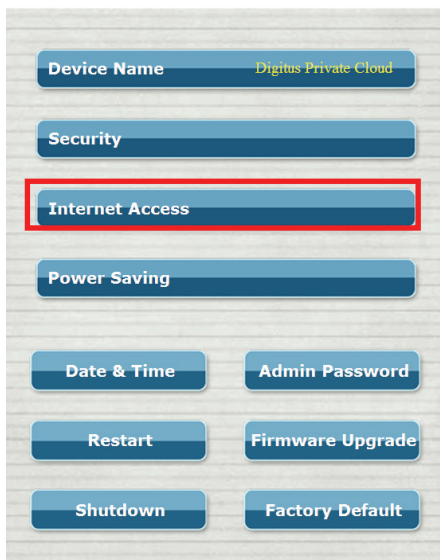 Device Name Digitus Private Cloud
Security
Internet Access
Power Saving
Date & Time Admin Password
Restart Firmware Upgrade
Shutdown Factory Default